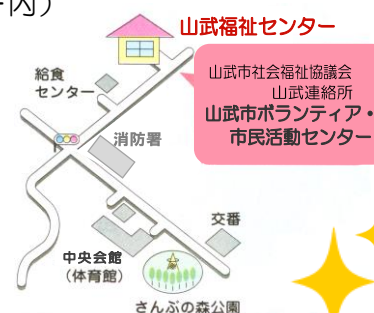 内)
山武福祉センター
山武市社会福祉協議会
山武連絡所
山武市ボランティア・
市民活動センター
給食
センター
消防署
交番
中央会館
(体育館)
さんぶの森公園